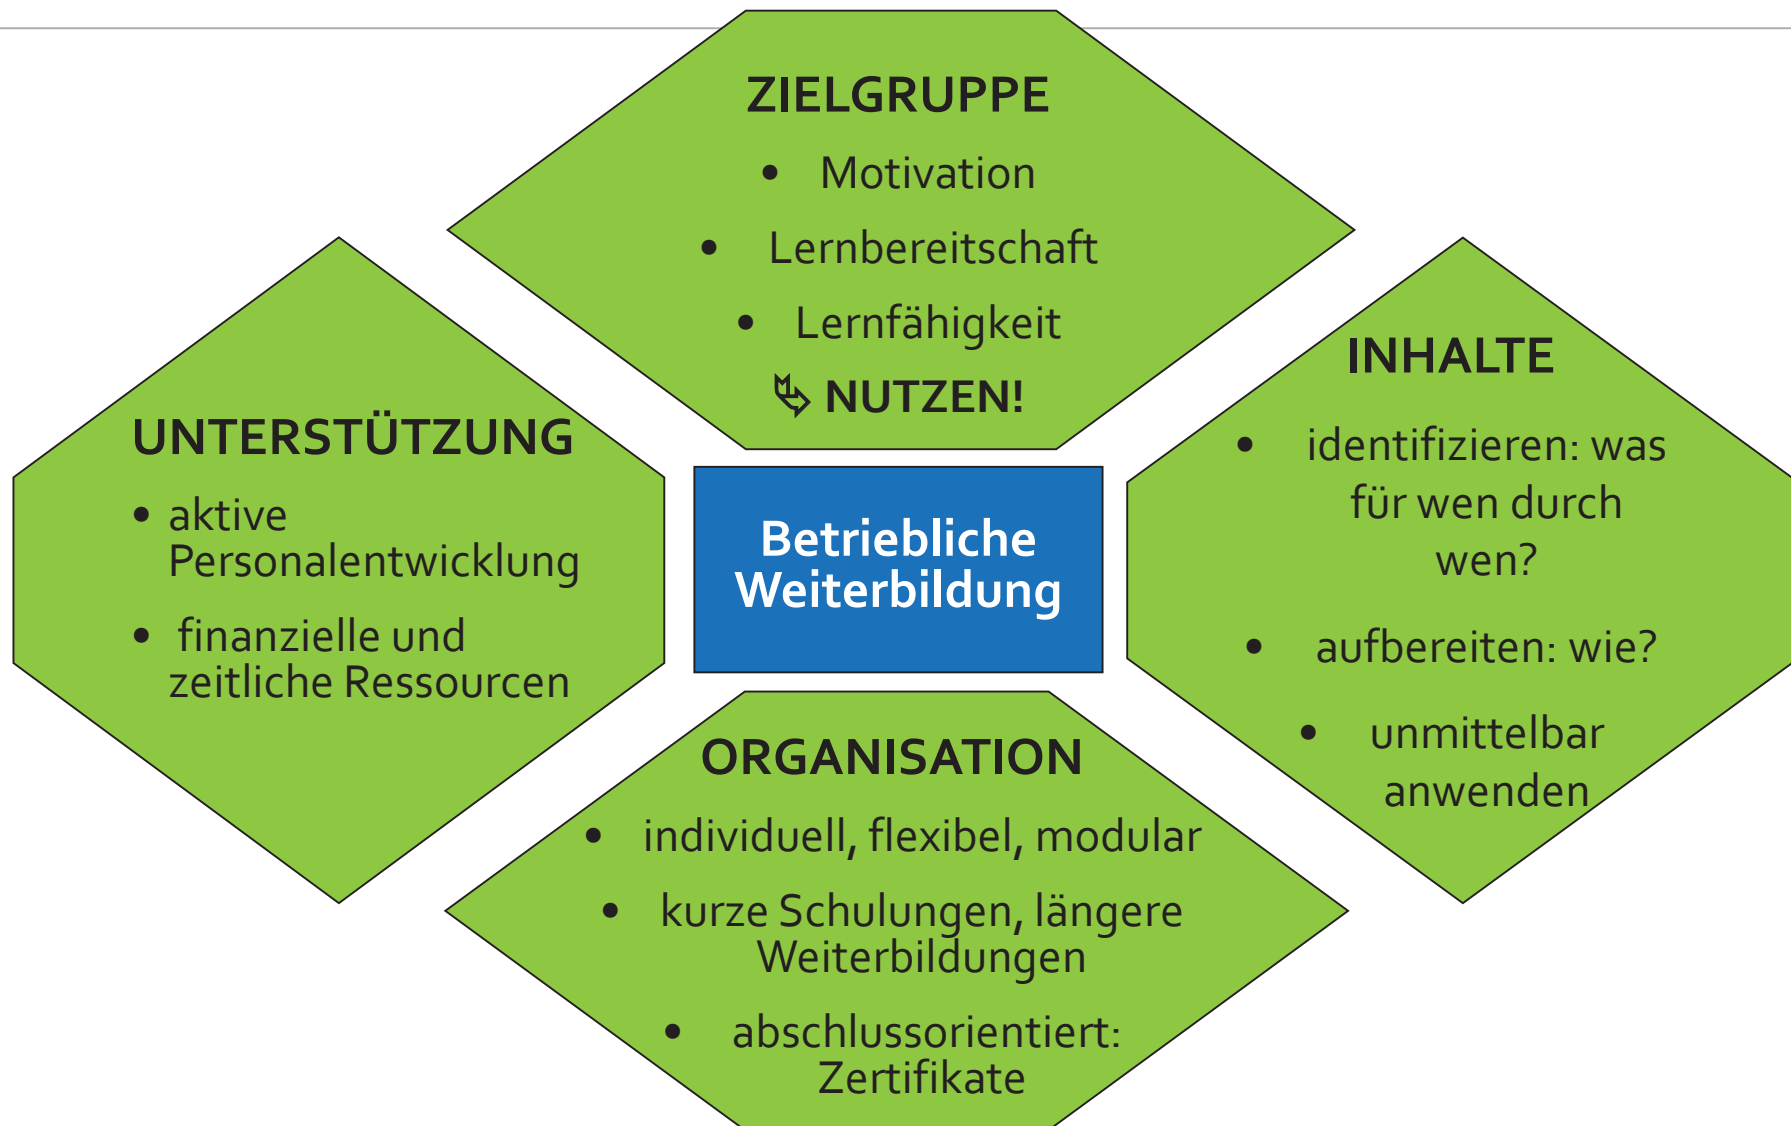 ZIELGRUPPE
• Motivation
• Lernbereitschaft
• Lernfähigkeit
NUTZEN!
UNTERSTÜTZUNG
• aktive
Personalentwicklung
• finanzielle und
zeitliche Ressourcen
Betriebliche
Weiterbildung
INHALTE
• identifizieren: was
für wen durch
wen?
• aufbereiten: wie?
• unmittelbar
anwenden
ORGANISATION
• individuell, flexibel, modular
• kurze Schulungen, längere
Weiterbildungen
• abschlussorientiert:
Zertifikate